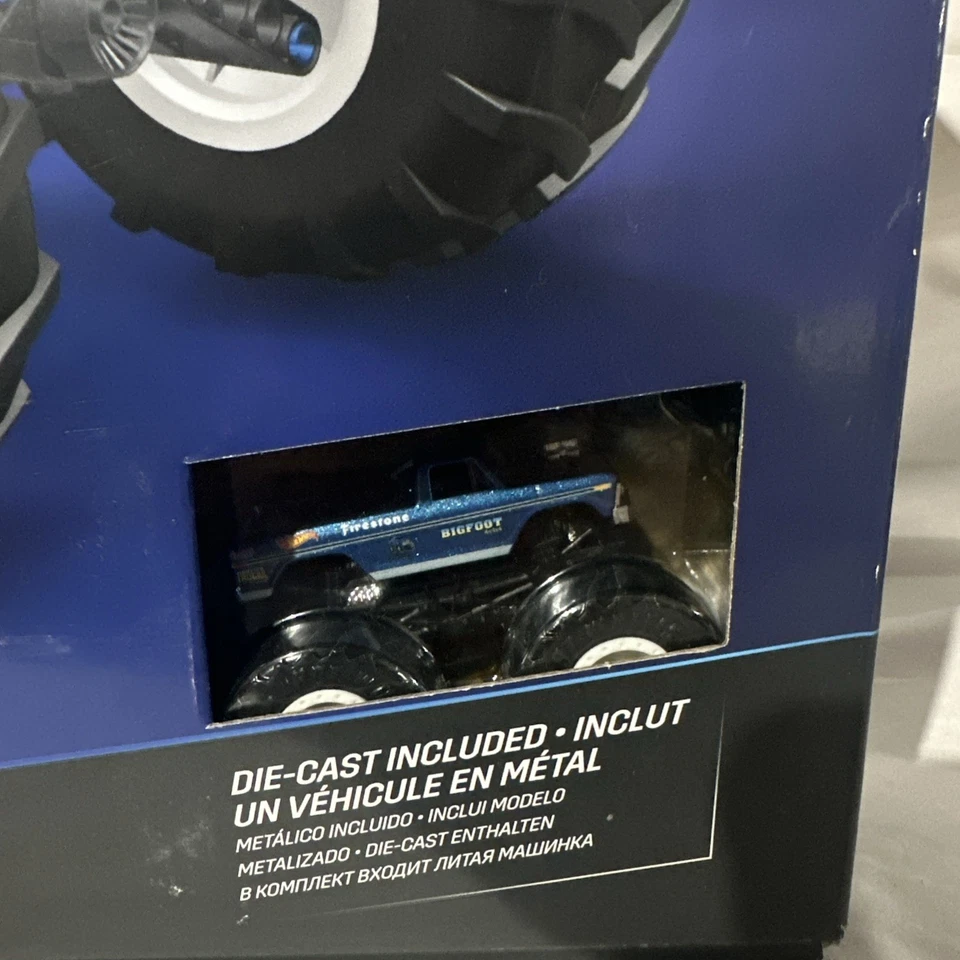 Firestone
BIGFOOT
DIE-CAST INCLUDED • INCLUT
UN VÉHICULE EN MÉTAL
METÁLICO INCLUIDO • INCLUI MODELO
METALIZADO • DIE-CAST ENTHALTEN
В КОМПЛЕКТ ВХОДИТ ЛИТАЯ МАШИНКА